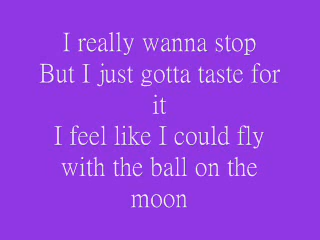 I really wanna stop
But I just gotta taste for
it
I feel like I could fly
with the ball on the
moon